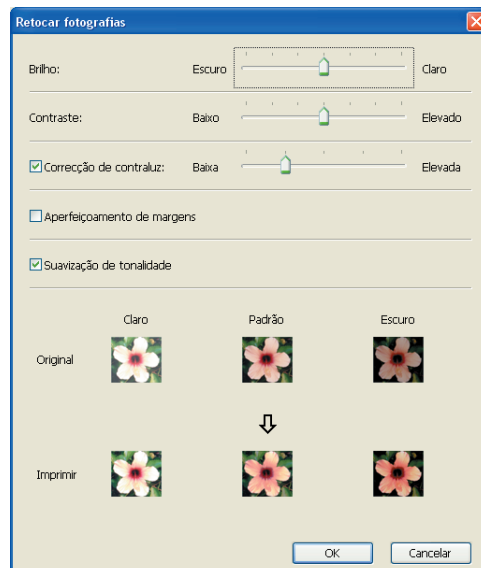 Retocar fotografias
Brilho: Escuro Claro
Contraste: Baixo Elevado
Correcção de contraluz: Baixa Elevada
Aperfeiçoamento de margens
Suavização de tonalidade
Claro Padrão Escuro
Original
Imprimir
OK Cancelar